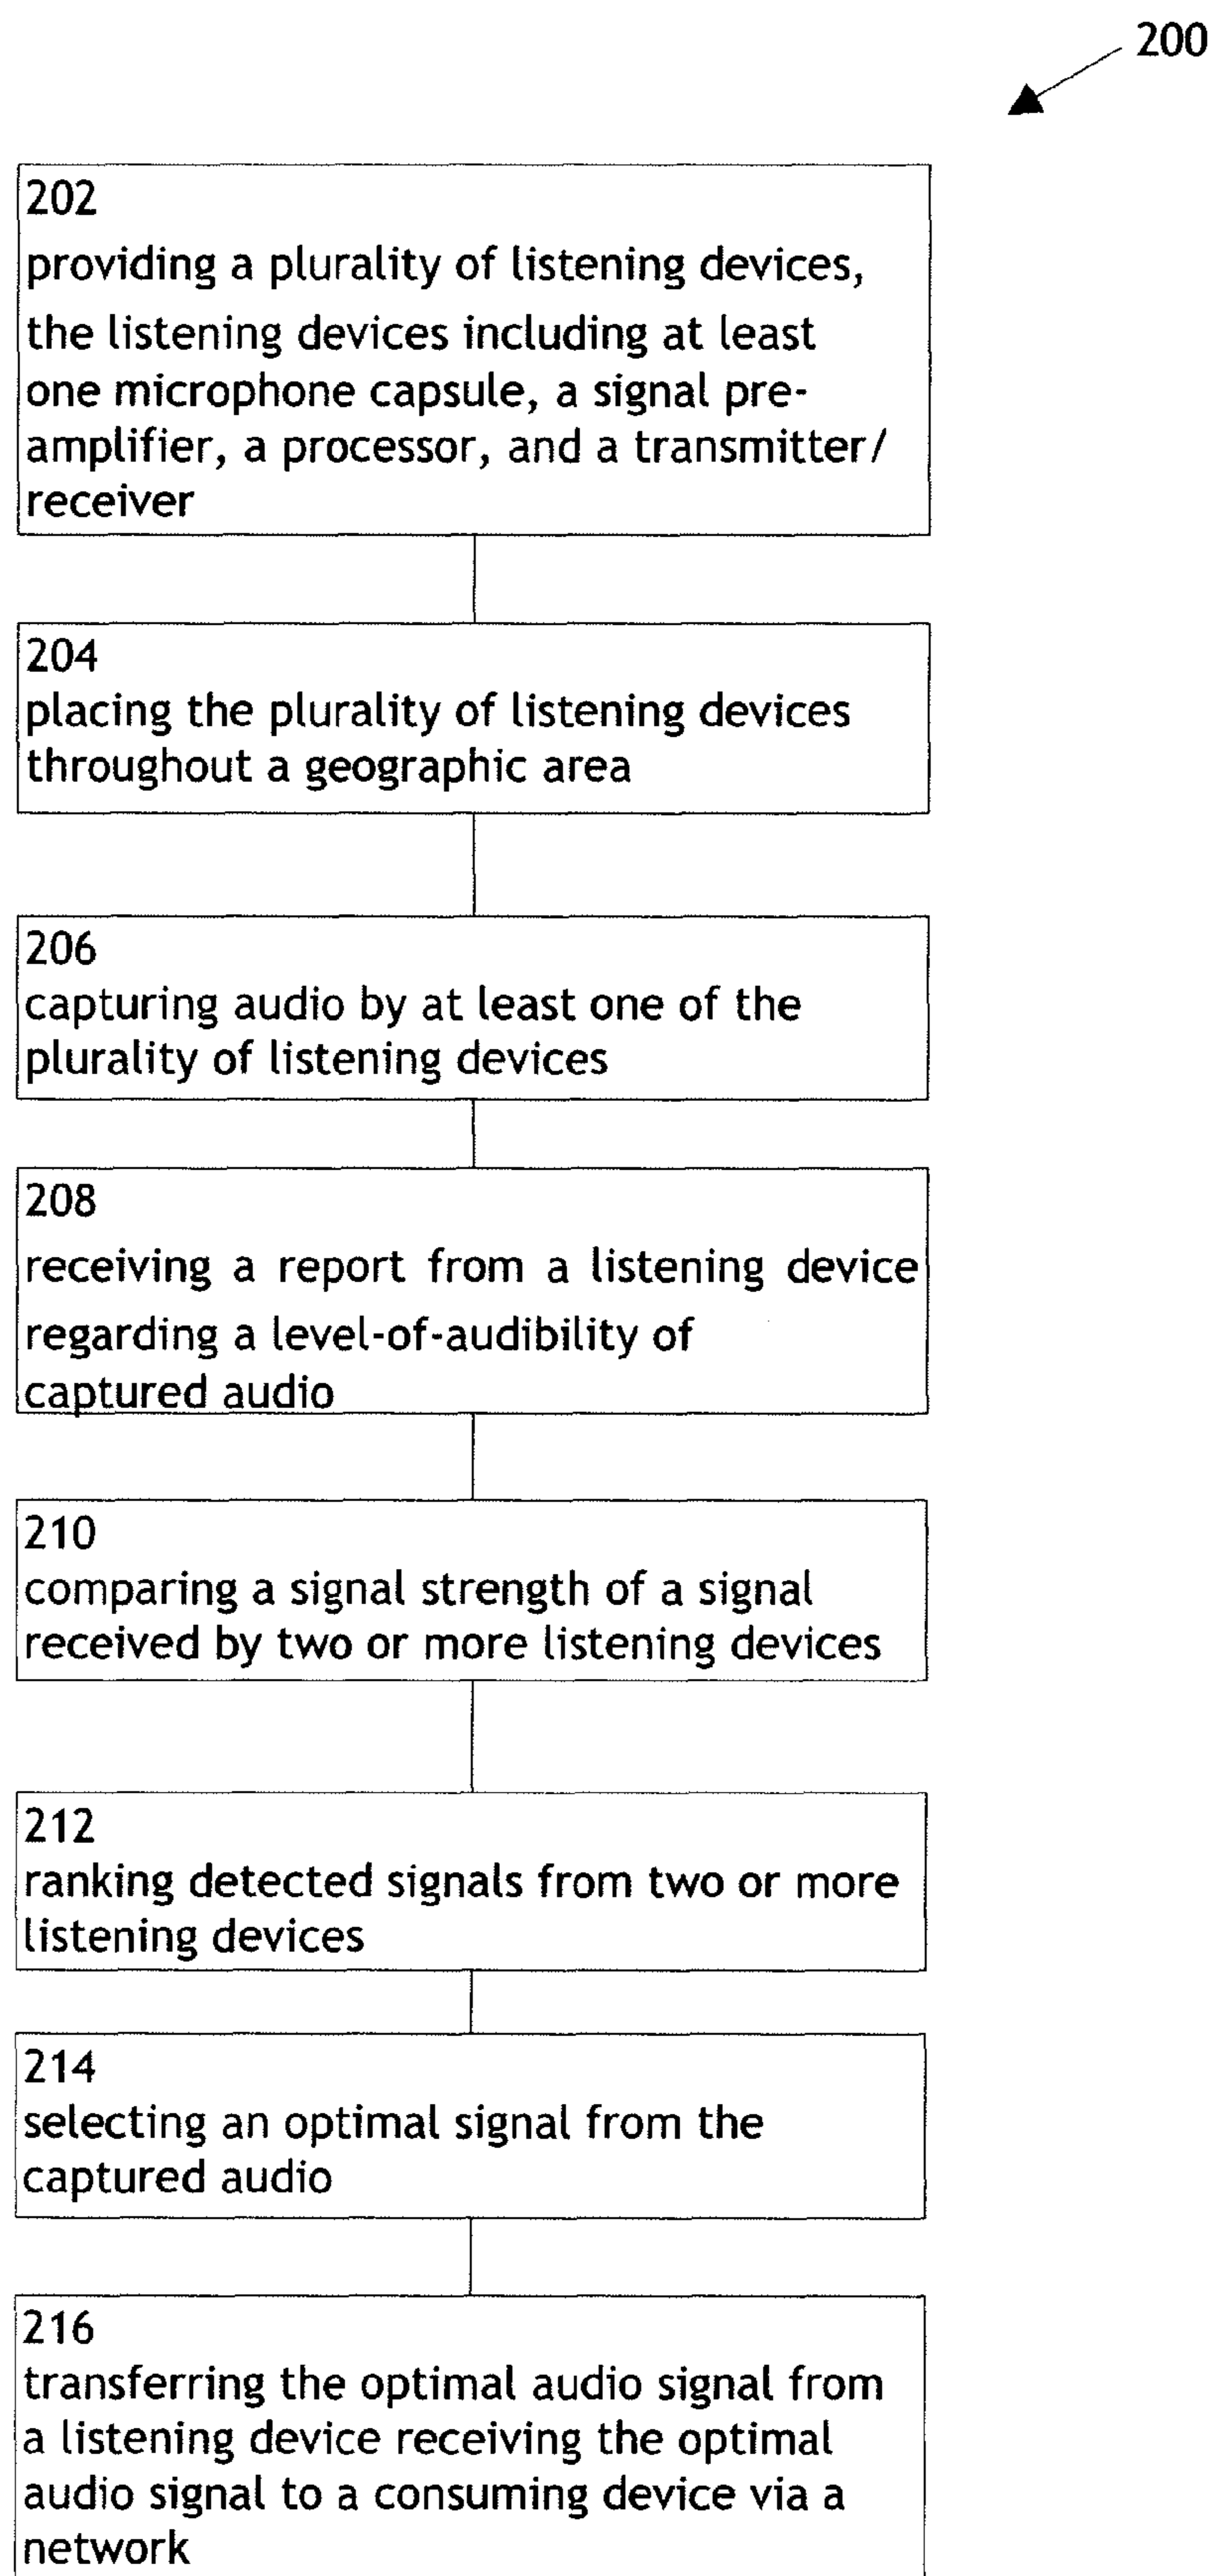 200
202
providing a plurality of listening devices,
the listening devices including at least
one microphone capsule, a signal pre-
amplifier, a processor, and a transmitter/
receiver
204
placing the plurality of listening devices
throughout a geographic area
206
capturing audio by at least one of the
plurality of listening devices
208
receiving a report from a listening device
regarding a level-of-audibility of
captured audio
210
comparing a signal strength of a signal
received by two or more listening devices
212
ranking detected signals from two or more
listening devices
214
selecting an optimal signal from the
captured audio
216
transferring the optimal audio signal from
a listening device receiving the optimal
audio signal to a consuming device via a
network